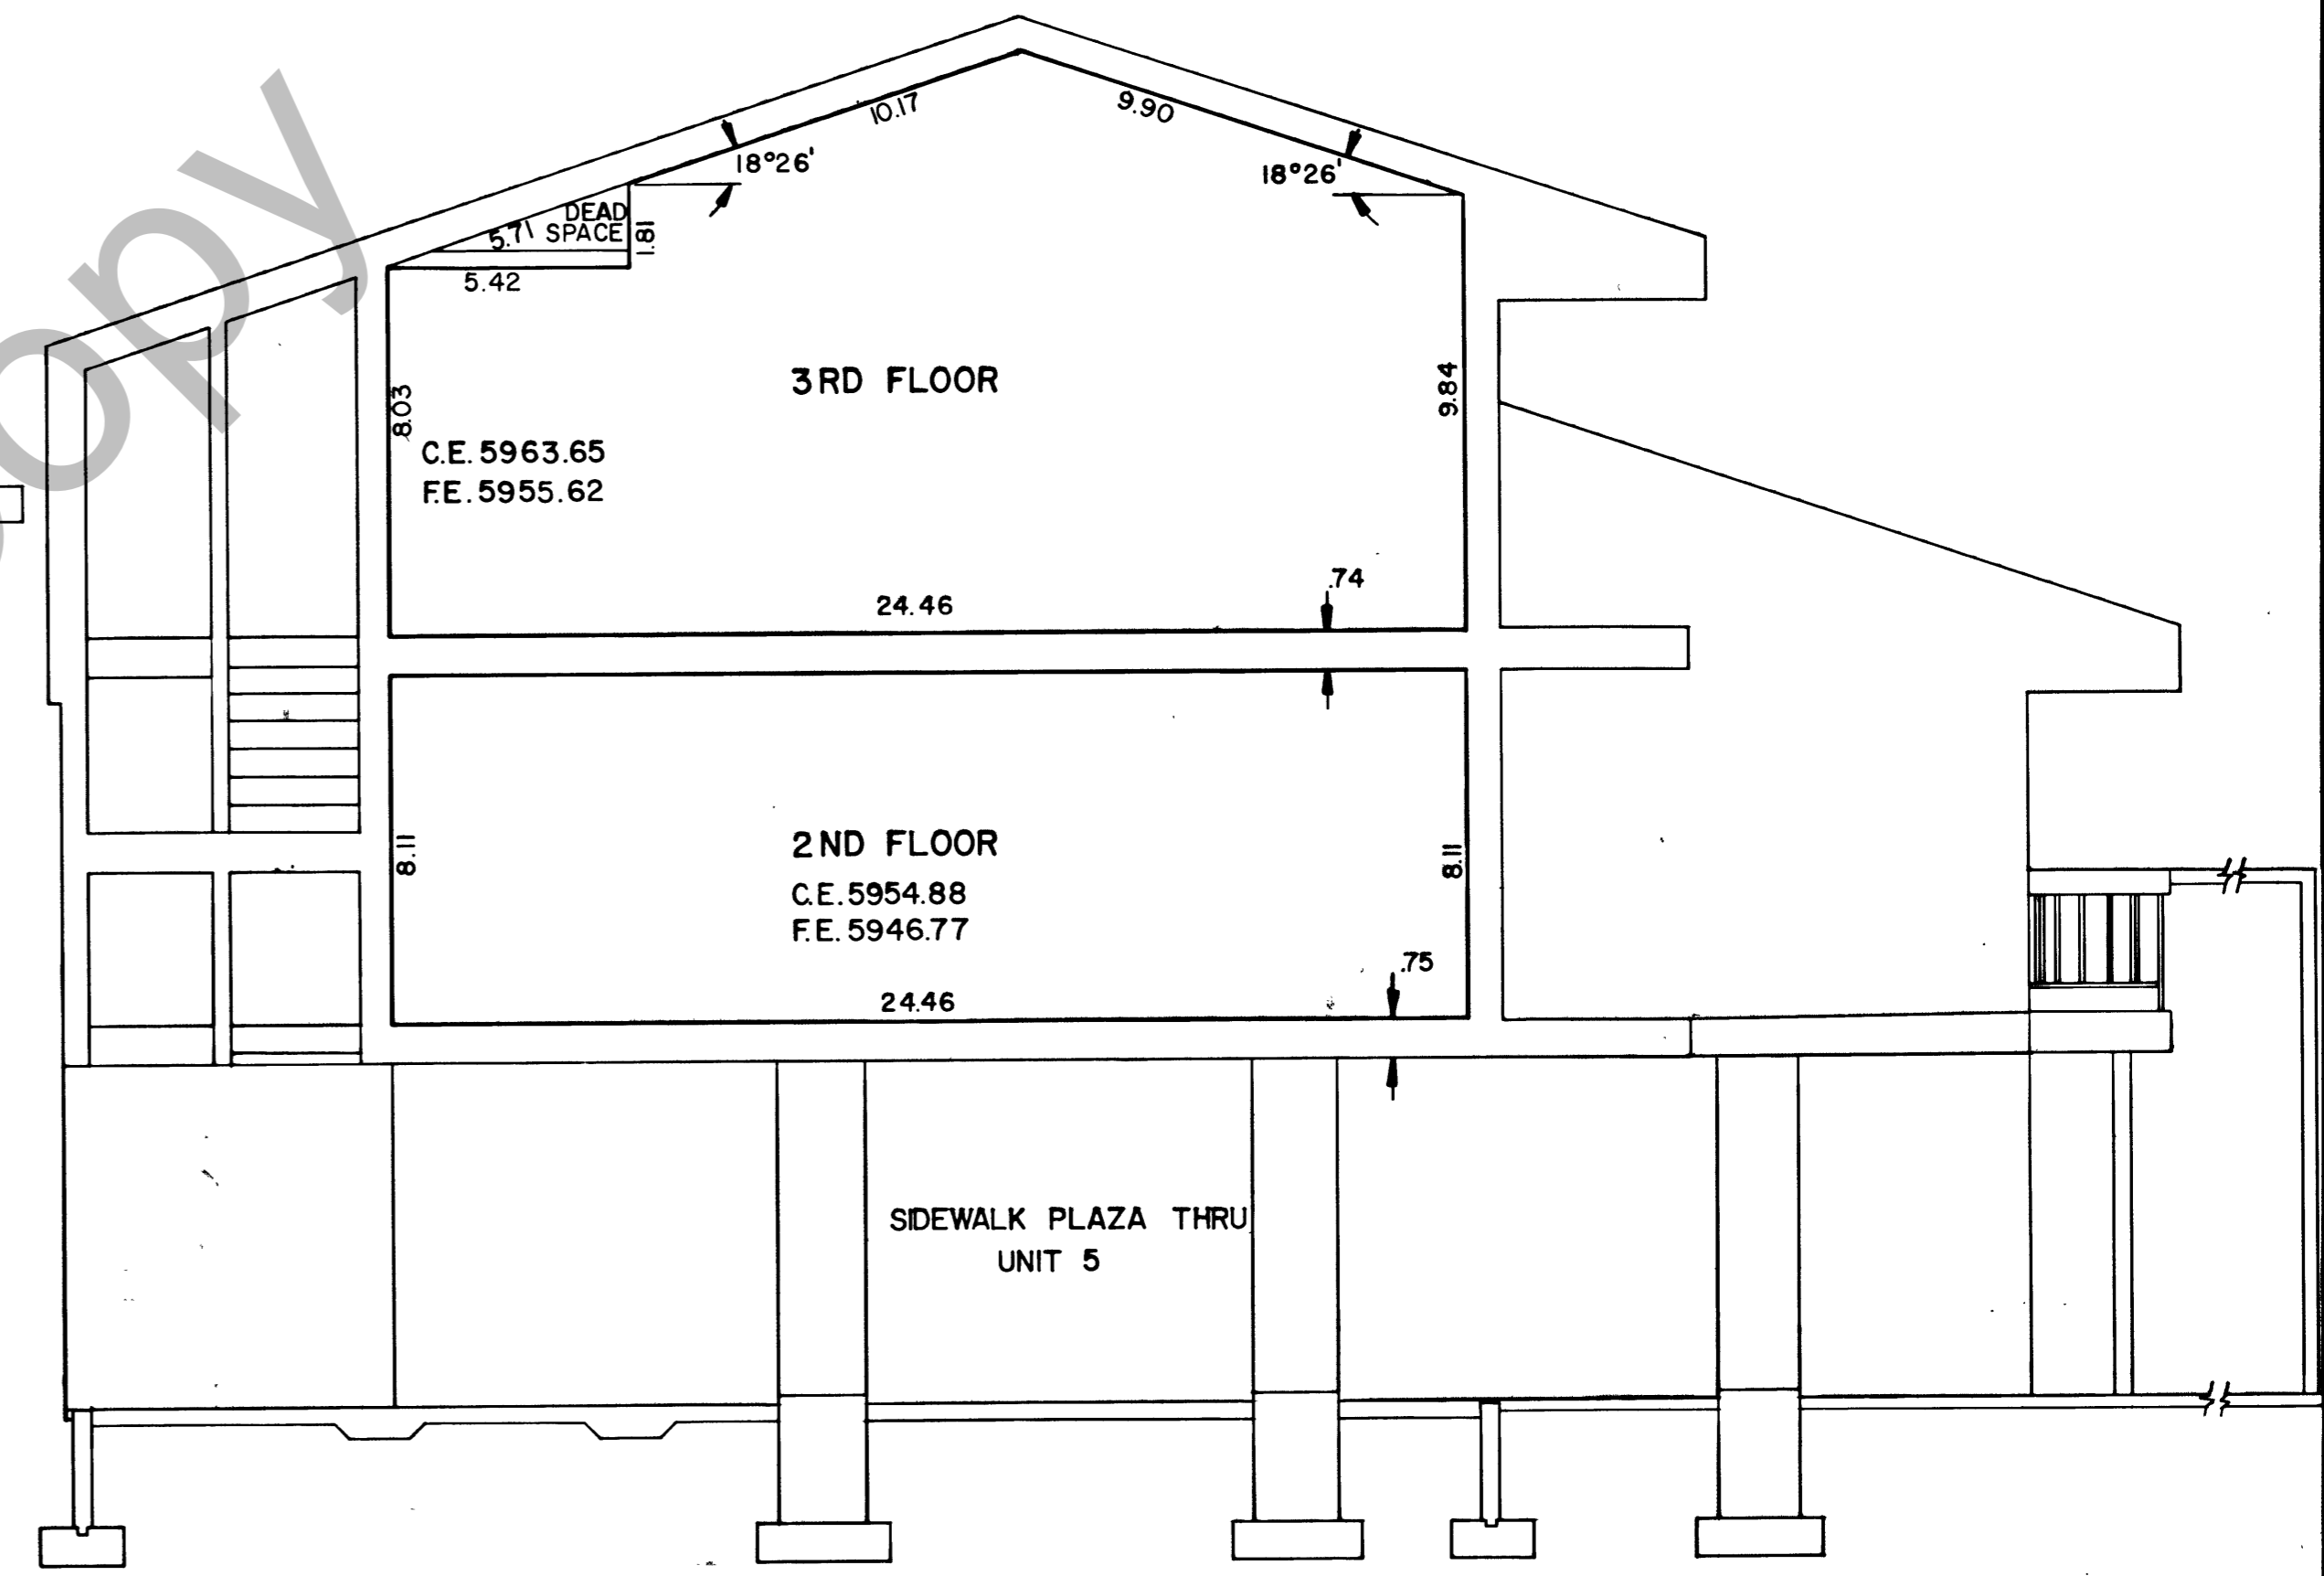 opy
10.17
9.90
18°26'
18°26'
DEAD
SPACE
5.71
1.81
5.42
3RD FLOOR
8.03
9.84
C.E. 5963.65
F.E. 5955.62
.74
24.46
2ND FLOOR
8.11
8.11
C.E. 5954.88
F.E. 5946.77
.75
24.46
SIDEWALK PLAZA THRU
UNIT 5